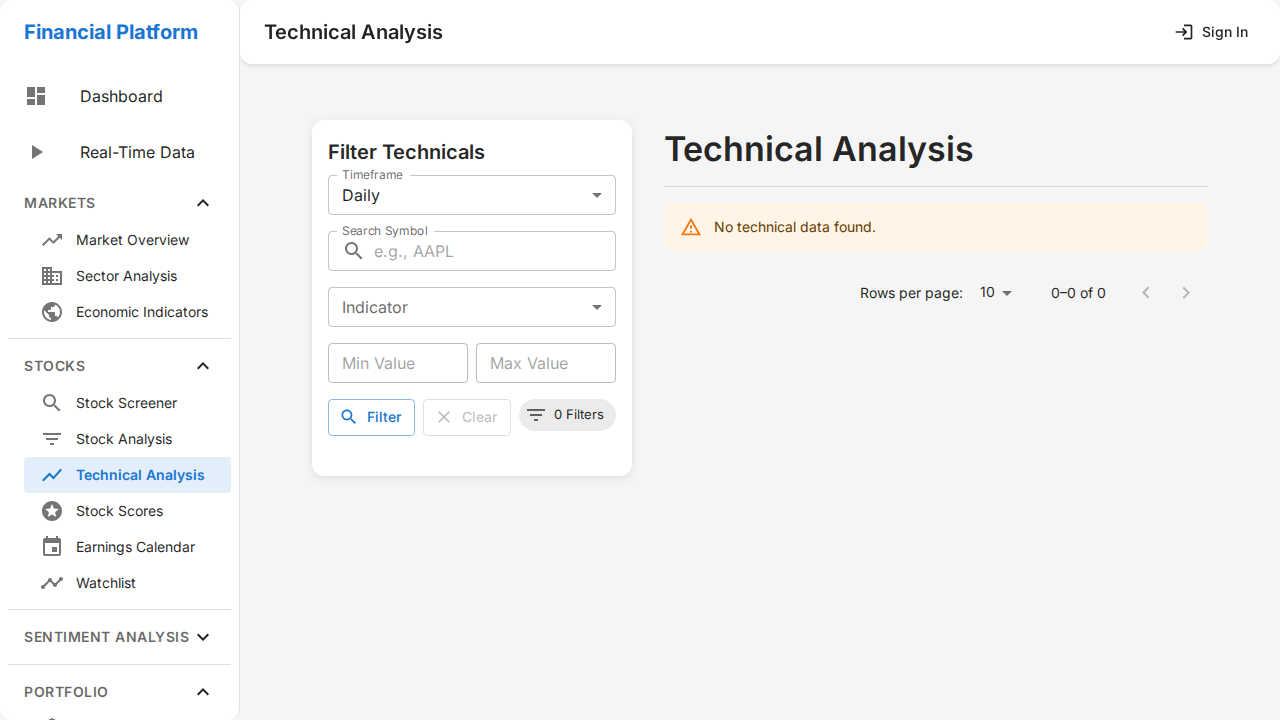 Financial Platform
Dashboard
Real-Time Data
MARKETS
Market Overview
Sector Analysis
Economic Indicators
STOCKS
Stock Screener
Stock Analysis
Technical Analysis
Stock Scores
Earnings Calendar
Watchlist
SENTIMENT ANALYSIS
PORTFOLIO
Technical Analysis
Sign In
Filter Technicals
Timeframe
Daily
Search Symbol
e.g., AAPL
Indicator
Min Value Max Value
Filter Clear 0 Filters
Technical Analysis
No technical data found.
Rows per page: 10 0–0 of 0